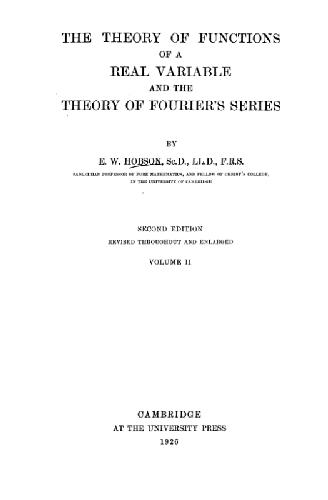 THE THEORY OF FUNCTIONS
OF A
REAL VARIABLE
AND THE
THEORY OF FOURIER'S SERIES
BY
E. W. HOBSON, Sc.D., LL.D., F.R.S.
SADLEIRIAN PROFESSOR OF PURE MATHEMATICS, AND FELLOW OF CHRIST'S COLLEGE,
IN THE UNIVERSITY OF CAMBRIDGE
SECOND EDITION
REVISED THROUGHOUT AND ENLARGED
VOLUME II
CAMBRIDGE
AT THE UNIVERSITY PRESS
1926